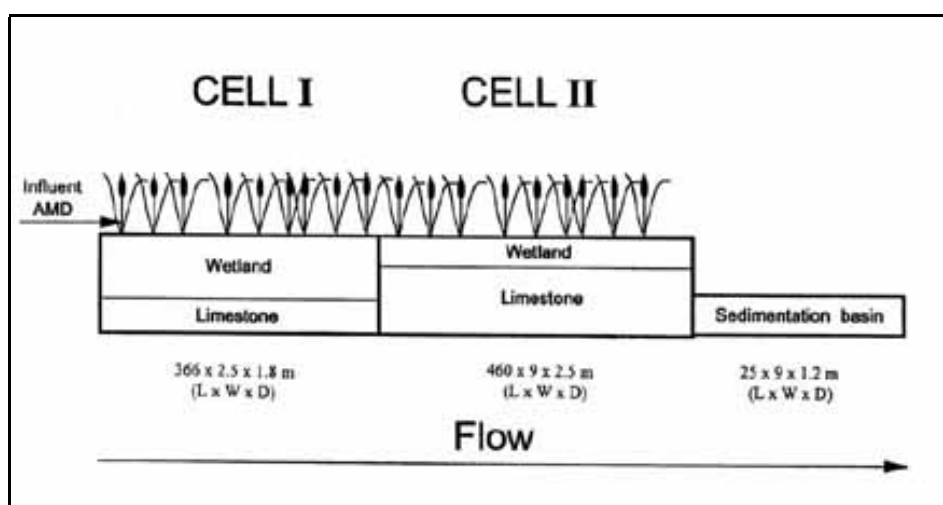 CELL I
CELL II
Influent
AMD
Wetland
Limestone
Wetland
Limestone
Sedimentation basin
366 x 2.5 x 1.8 m
(L x W x D)
460 x 9 x 2.5 m
(L x W x D)
25 x 9 x 1.2 m
(L x W x D)
Flow